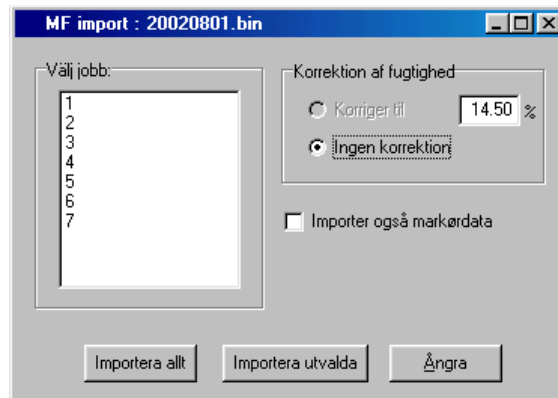 MF import : 20020801.bin
Välj jobb:
1
2
3
4
5
6
7
Korrektion af fugtighed
Korriger til 14.50 %
Ingen korrektion
Importer også markørdata
Importera allt
Importera utvalda
Ångra